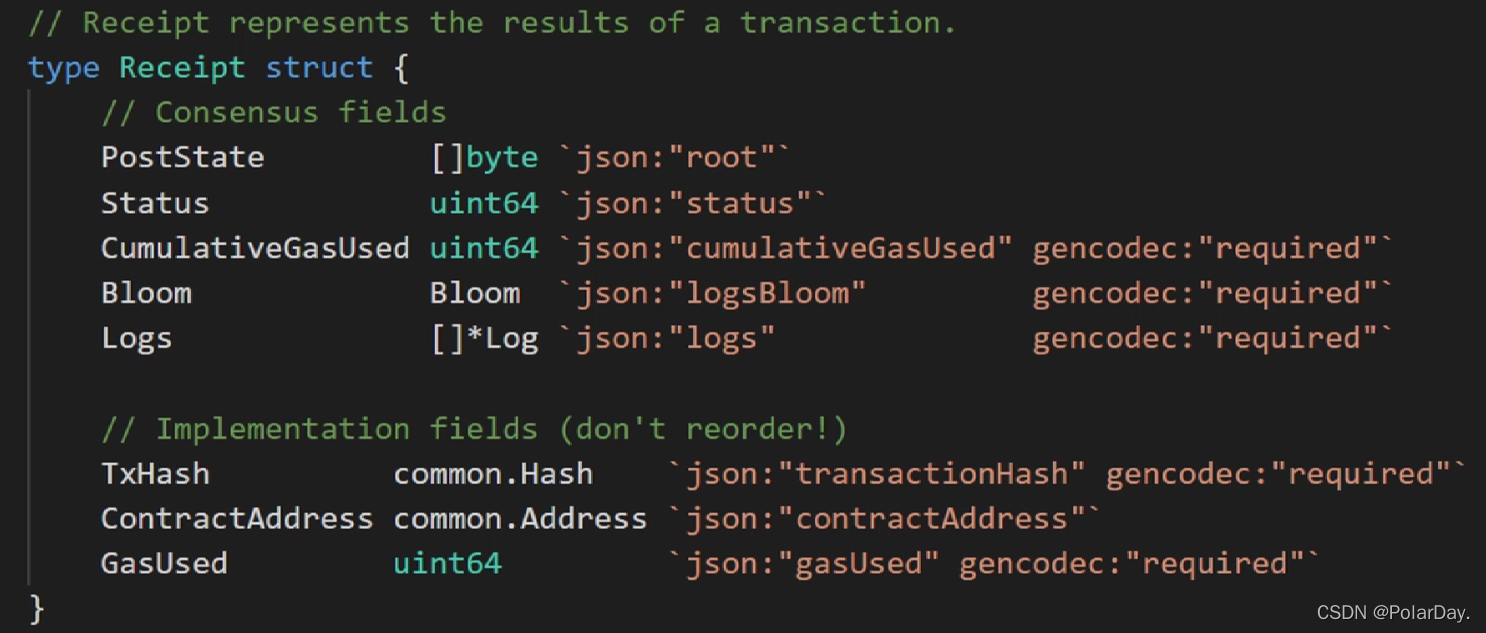 // Receipt represents the results of a transaction.
type Receipt struct {
    // Consensus fields
    PostState         []byte `json:"root"`
    Status            uint64 `json:"status"`
    CumulativeGasUsed uint64 `json:"cumulativeGasUsed" gencodec:"required"`
    Bloom             Bloom  `json:"logsBloom"         gencodec:"required"`
    Logs              []*Log `json:"logs"              gencodec:"required"`

    // Implementation fields (don't reorder!)
    TxHash          common.Hash    `json:"transactionHash" gencodec:"required"`
    ContractAddress common.Address `json:"contractAddress"`
    GasUsed         uint64         `json:"gasUsed" gencodec:"required"`
}
CSDN @PolarDay.